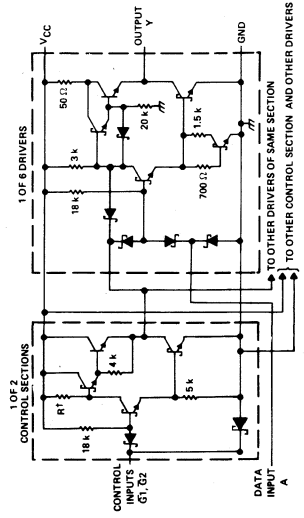 1 OF 6 DRIVERS
VCC
OUTPUT
Y
GND
50 Ω
20 k
1.5 k
3 k
18 k
700 Ω
TO OTHER DRIVERS OF SAME SECTION
TO OTHER CONTROL SECTION AND OTHER DRIVERS
1 OF 2
CONTROL SECTIONS
R†
4 k
18 k
5 k
CONTROL
INPUTS
G̅1, G̅2
DATA
INPUT
A